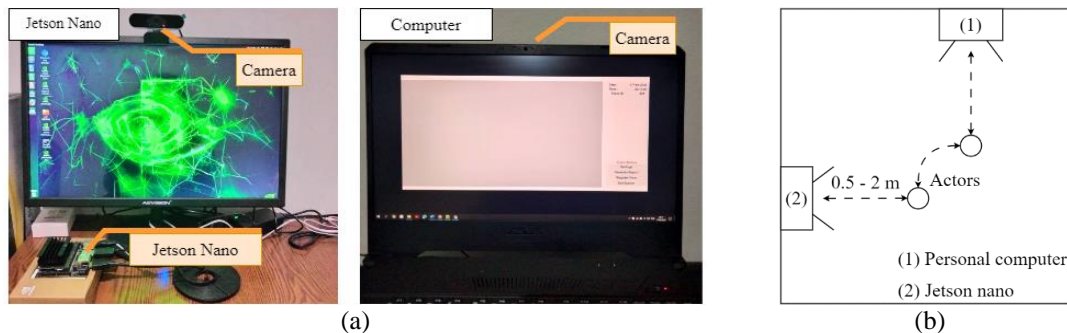 Jetson Nano
Camera
Jetson Nano
Computer
Camera
(a)
(1)
(2)
0.5 - 2 m
Actors
(1) Personal computer
(2) Jetson nano
(b)